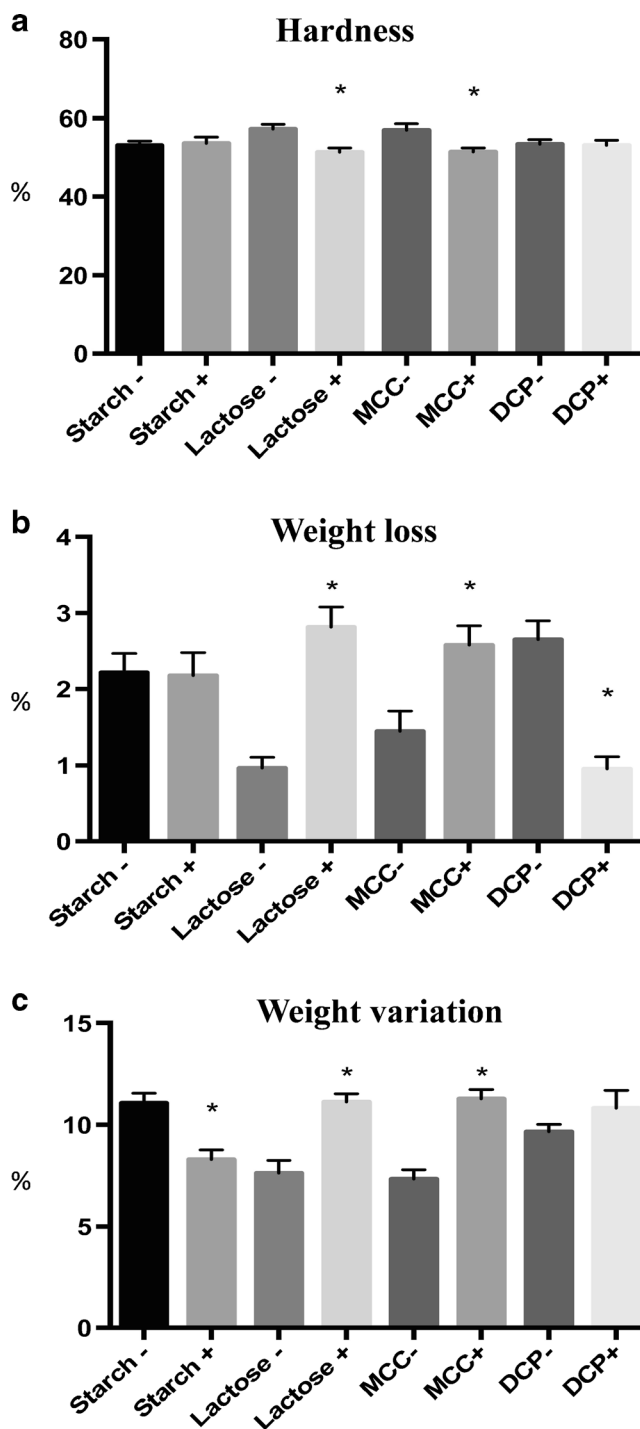 a
Hardness
80
60
40
20
0
%
* *
Starch - Starch + Lactose - Lactose + MCC- MCC+ DCP- DCP+
b
Weight loss
4
3
2
1
0
%
* * *
Starch - Starch + Lactose - Lactose + MCC- MCC+ DCP- DCP+
c
Weight variation
15
10
5
0
%
* * *
Starch - Starch + Lactose - Lactose + MCC- MCC+ DCP- DCP+